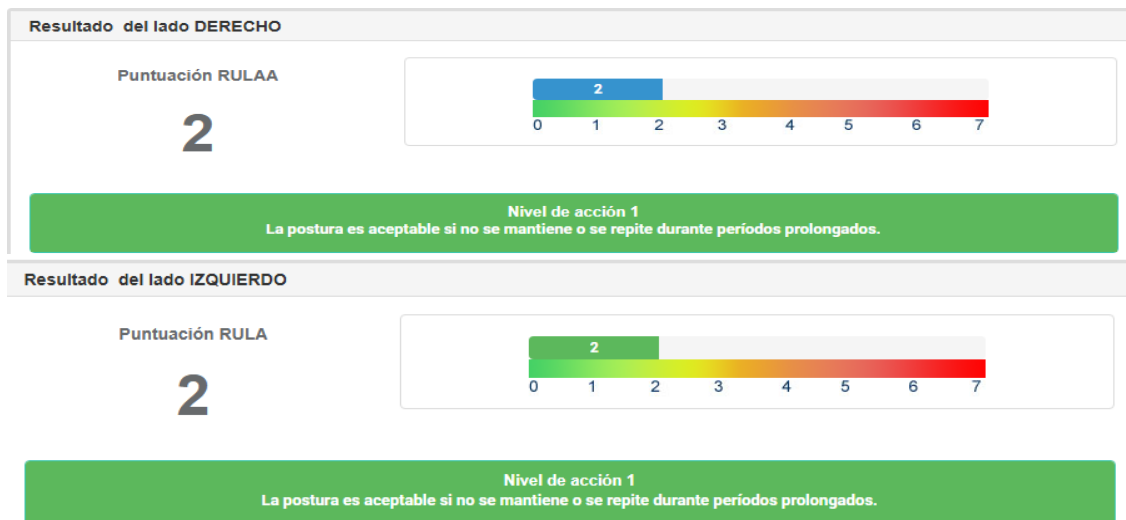 Resultado del lado DERECHO
Puntuación RULAA
2
2
0 1 2 3 4 5 6 7
Nivel de acción 1
La postura es aceptable si no se mantiene o se repite durante períodos prolongados.
Resultado del lado IZQUIERDO
Puntuación RULA
2
2
0 1 2 3 4 5 6 7
Nivel de acción 1
La postura es aceptable si no se mantiene o se repite durante períodos prolongados.